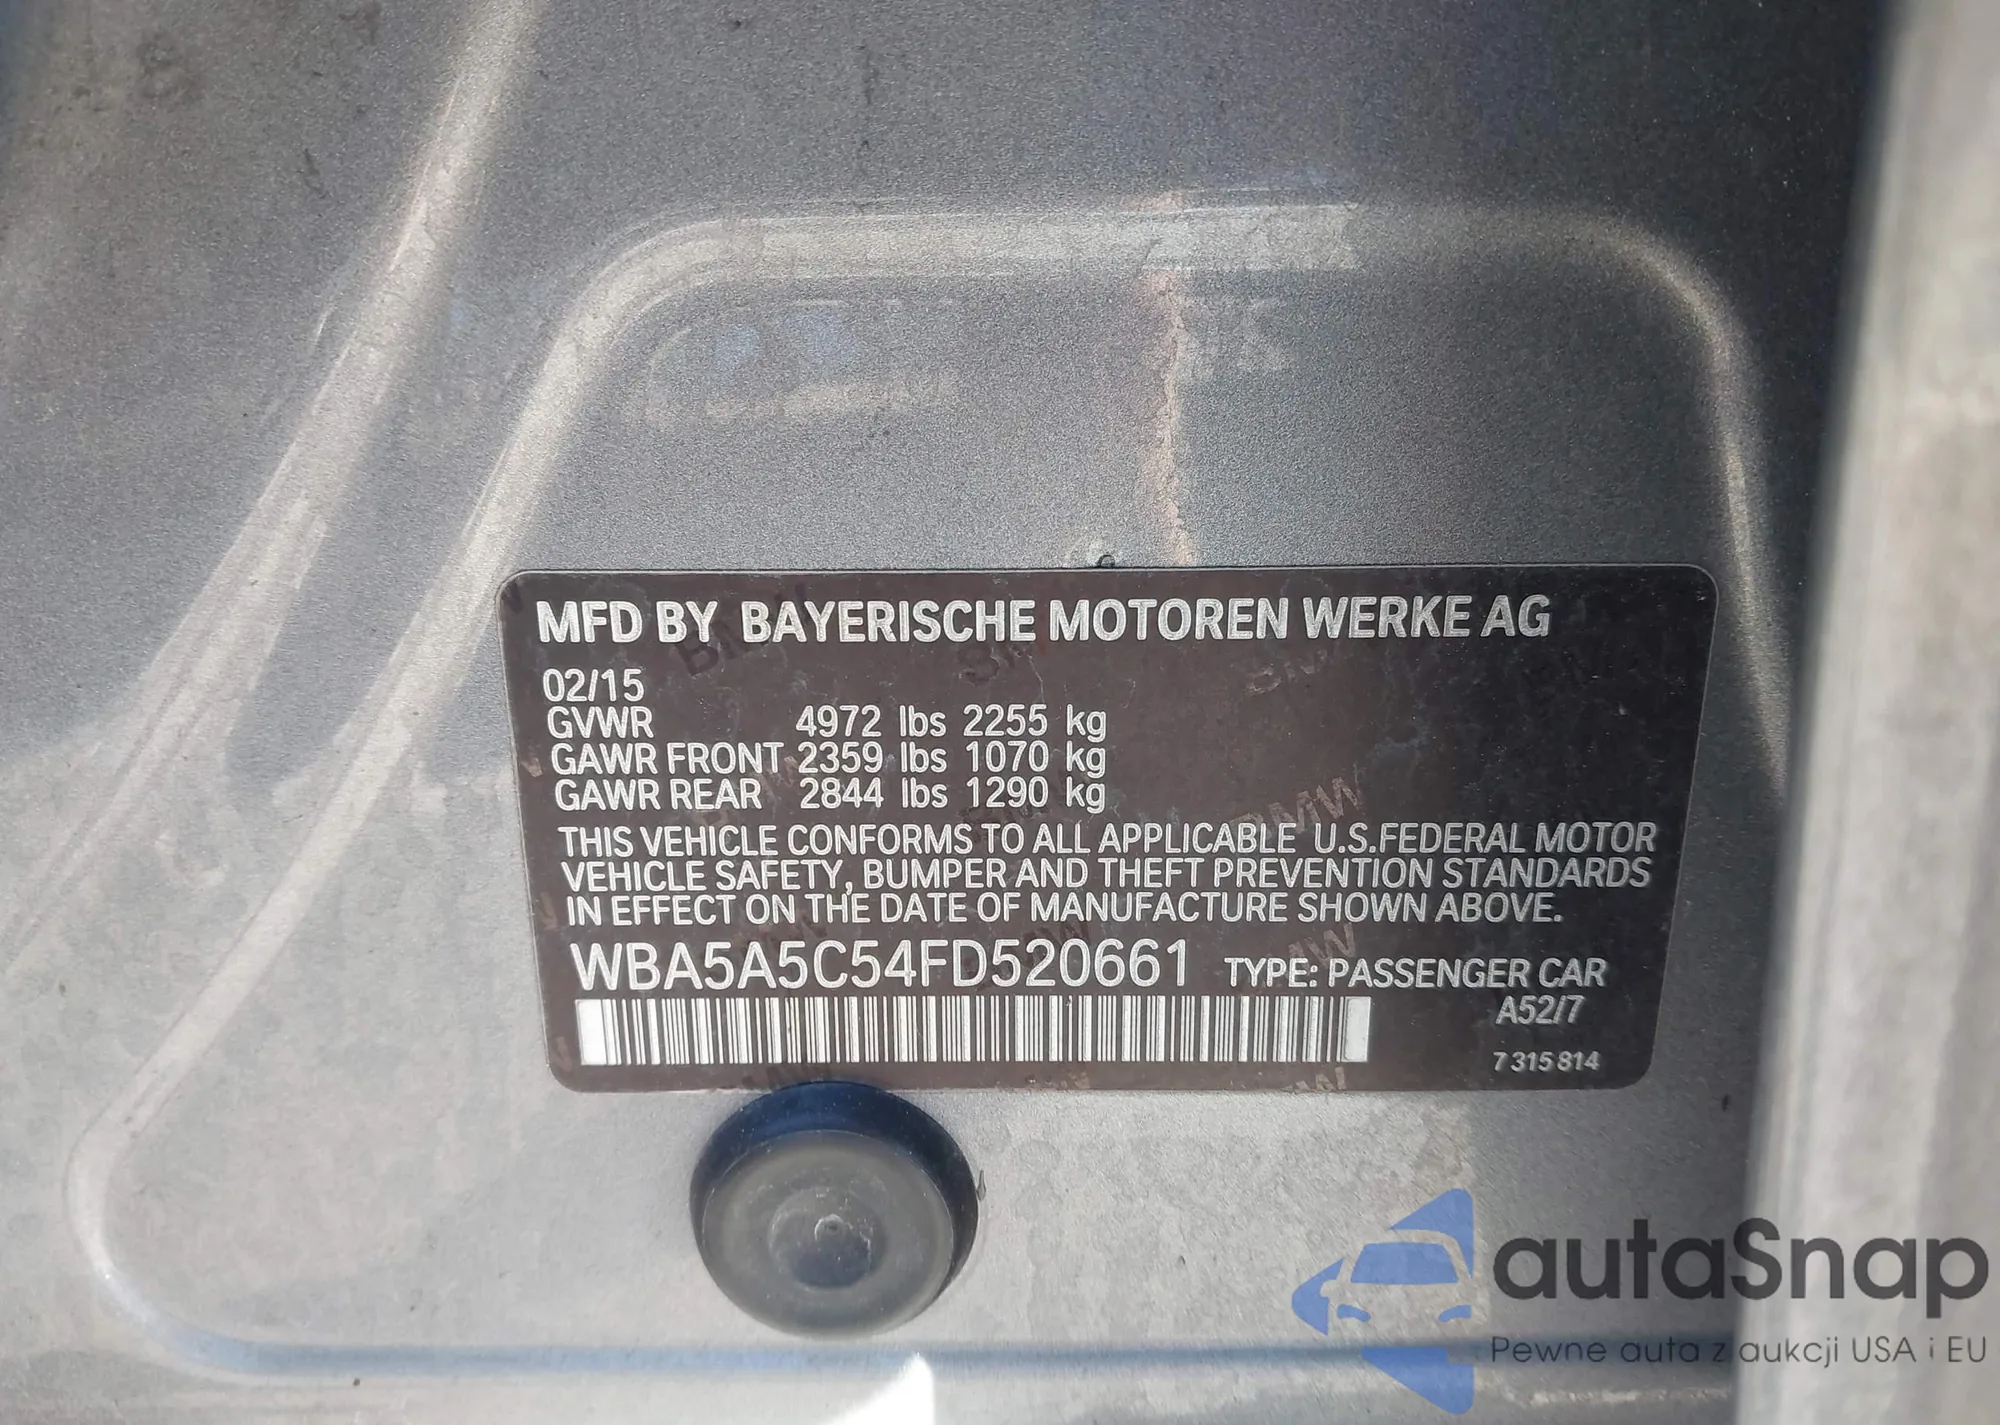 MFD BY BAYERISCHE MOTOREN WERKE AG
02/15
GVWR 4972 lbs 2255 kg
GAWR FRONT 2359 lbs 1070 kg
GAWR REAR 2844 lbs 1290 kg
THIS VEHICLE CONFORMS TO ALL APPLICABLE U.S.FEDERAL MOTOR
VEHICLE SAFETY, BUMPER AND THEFT PREVENTION STANDARDS
IN EFFECT ON THE DATE OF MANUFACTURE SHOWN ABOVE.
WBA5A5C54FD520661 TYPE: PASSENGER CAR
A52/7
7 315 814
autaSnap
Pewne auta z aukcji USA i EU